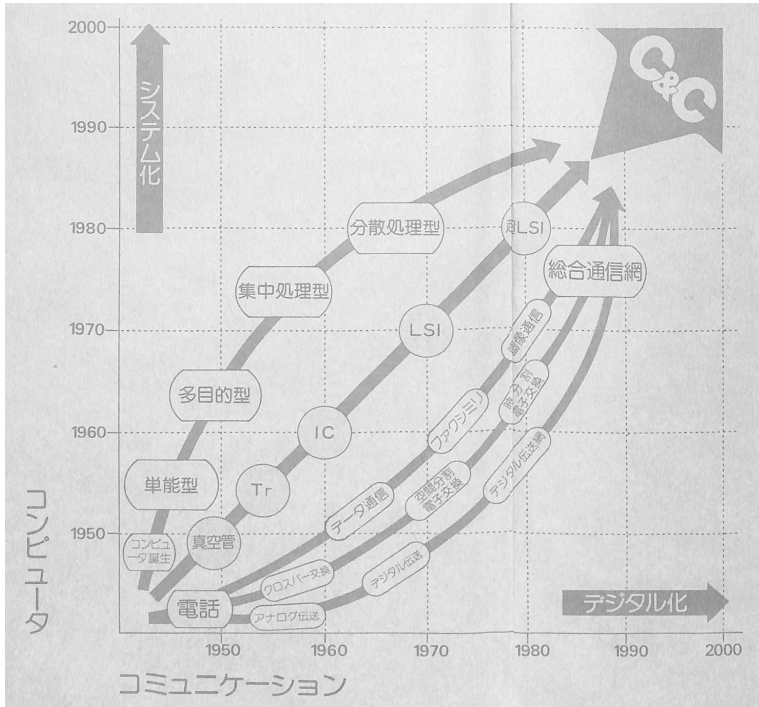 2000
システム化
C&C
1990
分散処理型
1980
超LSI
総合通信網
集中処理型
1970
LSI
画像通信
多目的型
時分割
電子交換
1960
IC
ファクシミリ
コンピュータ
単能型
Tr
データ通信
空間分割
電子交換
デジタル伝送網
1950
コンピュ
ータ誕生
真空管
クロスバー交換
デジタル伝送
電話
アナログ伝送
デジタル化
1950
1960
1970
1980
1990
2000
コミュニケーション